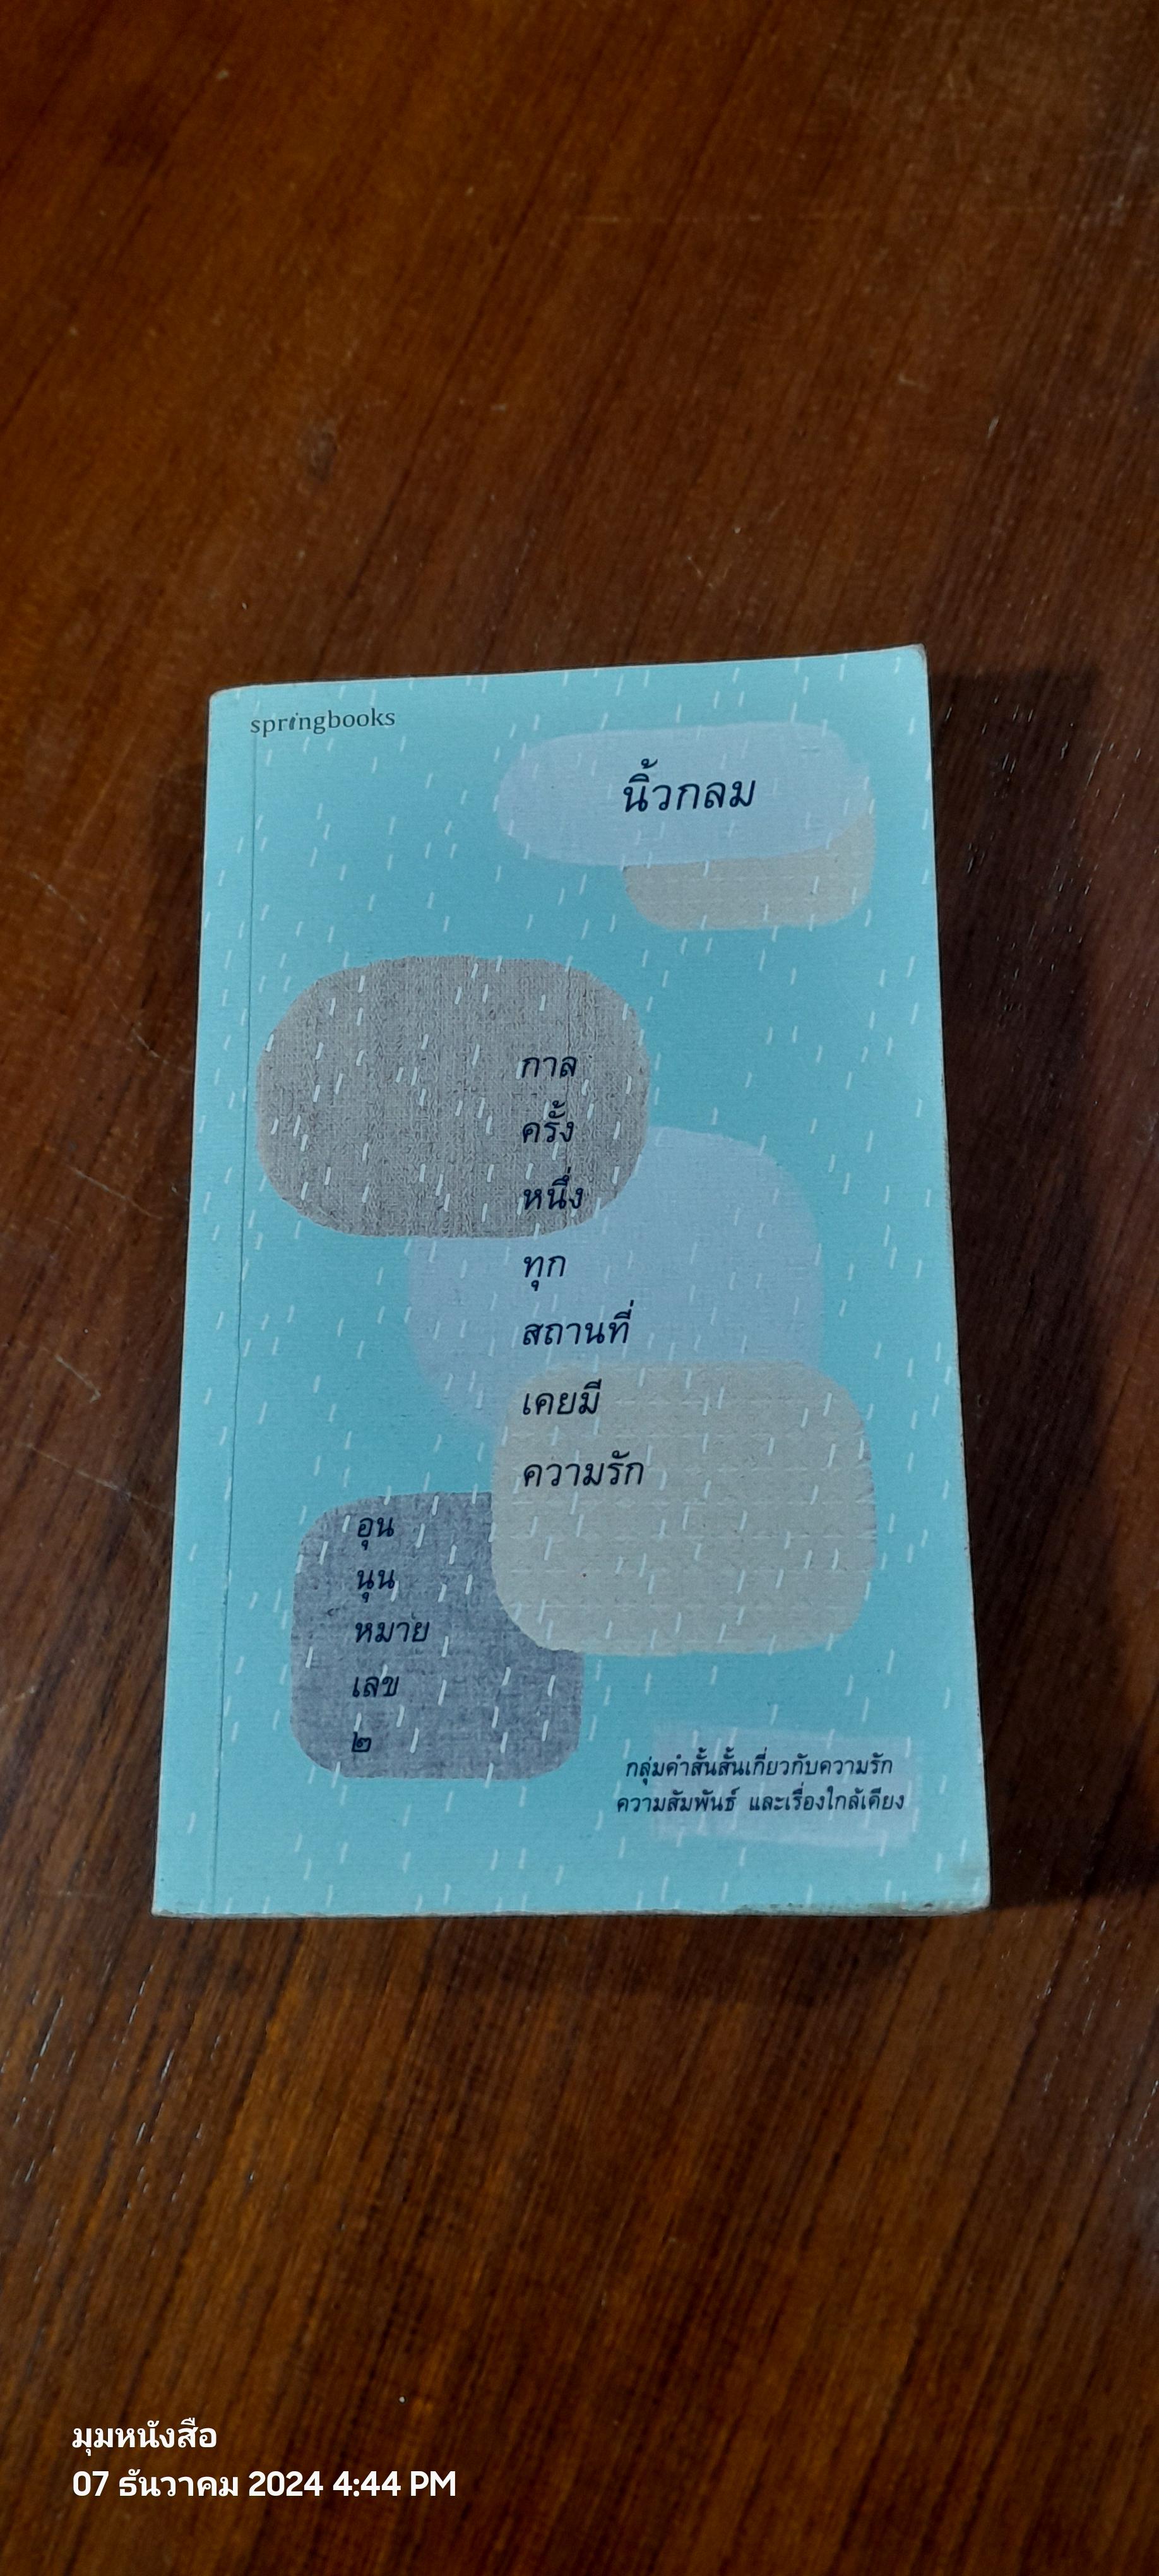 springbooks
นิ้วกลม
กาล
ครั้ง
หนึ่ง
ทุก
สถานที่
เคยมี
ความรัก
อุน
นุน
หมาย
เลข
๒
กลุ่มคำสั้นสั้นเกี่ยวกับความรัก
ความสัมพันธ์ และเรื่องใกล้เคียง
มุมหนังสือ
07 ธันวาคม 2024 4:44 PM